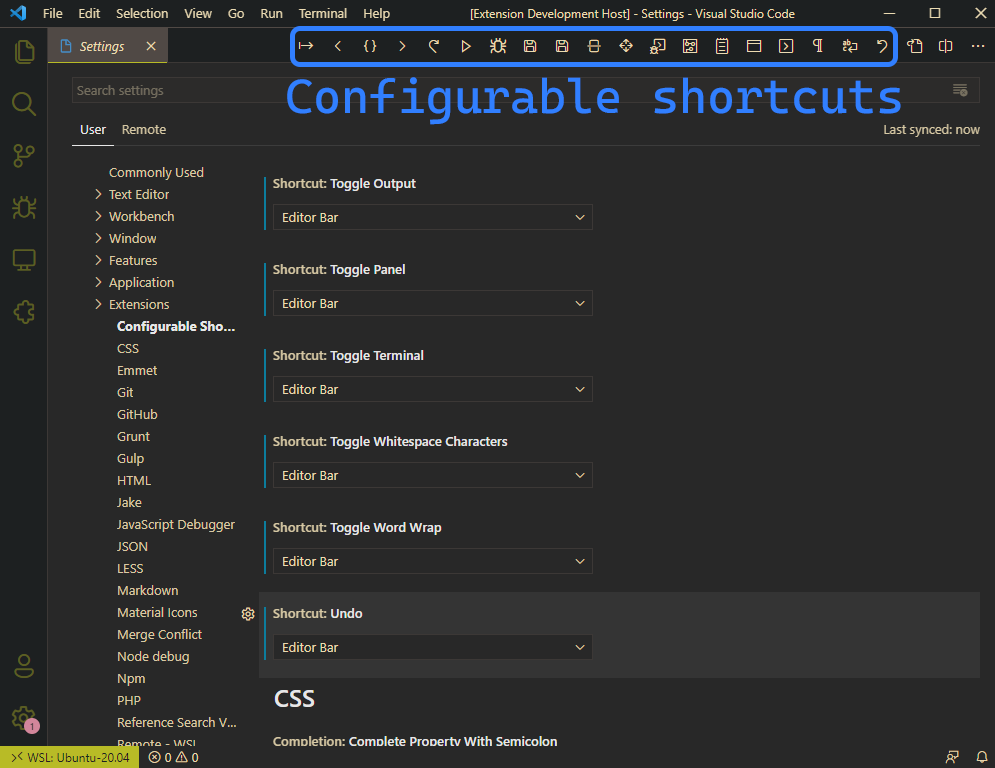 File Edit Selection View Go Run Terminal Help [Extension Development Host] - Settings - Visual Studio Code
Settings
Configurable shortcuts
Search settings
User Remote Last synced: now
Commonly Used
Text Editor
Workbench
Window
Features
Application
Extensions
Configurable Sho...
CSS
Emmet
Git
GitHub
Grunt
Gulp
HTML
Jake
JavaScript Debugger
JSON
LESS
Markdown
Material Icons
Merge Conflict
Node debug
Npm
PHP
Reference Search V...
Remote - WSL
Shortcut: Toggle Output
Editor Bar
Shortcut: Toggle Panel
Editor Bar
Shortcut: Toggle Terminal
Editor Bar
Shortcut: Toggle Whitespace Characters
Editor Bar
Shortcut: Toggle Word Wrap
Editor Bar
Shortcut: Undo
Editor Bar
CSS
Completion: Complete Property With Semicolon
1
WSL: Ubuntu-20.04 0 0